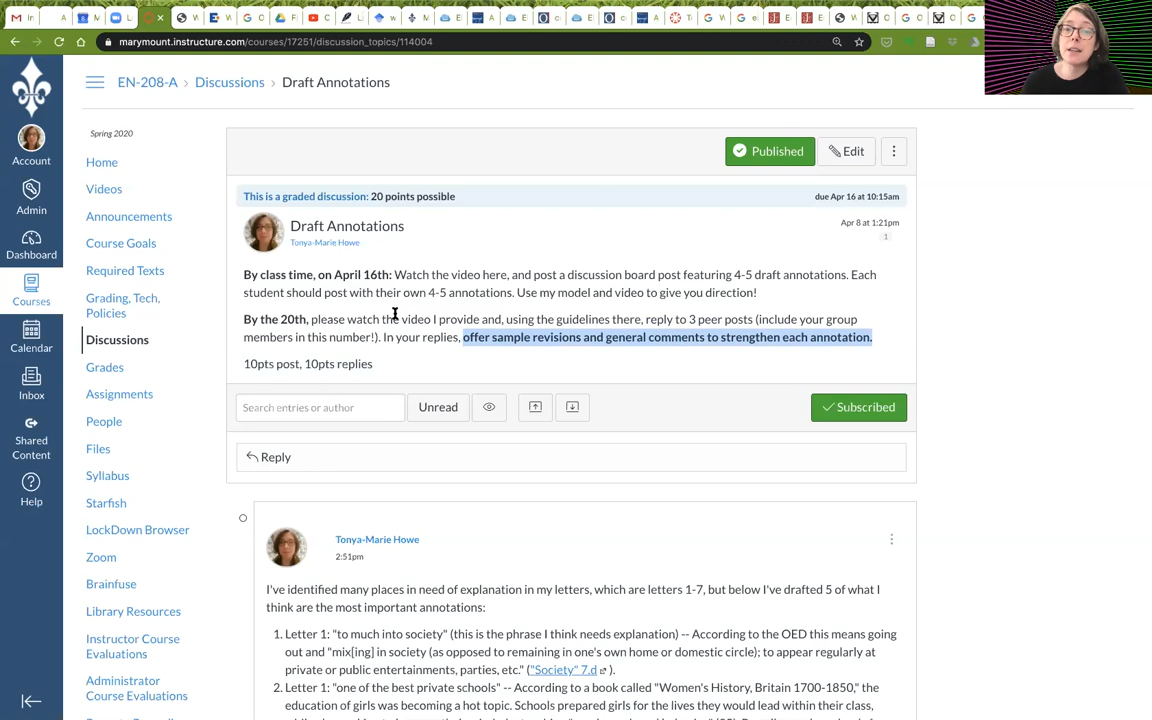 marymount.instructure.com/courses/17251/discussion_topics/114004
EN-208-A › Discussions › Draft Annotations
Account
Admin
Dashboard
Courses
Calendar
Inbox
Shared
Content
Help
Spring 2020
Home
Videos
Announcements
Course Goals
Required Texts
Grading, Tech,
Policies
Discussions
Grades
Assignments
People
Files
Syllabus
Starfish
LockDown Browser
Zoom
Brainfuse
Library Resources
Instructor Course
Evaluations
Administrator
Course Evaluations
Published
Edit
This is a graded discussion: 20 points possible
due Apr 16 at 10:15am
Draft Annotations
Tonya-Marie Howe
Apr 8 at 1:21pm
1
By class time, on April 16th: Watch the video here, and post a discussion board post featuring 4-5 draft annotations. Each
student should post with their own 4-5 annotations. Use my model and video to give you direction!
By the 20th, please watch the video I provide and, using the guidelines there, reply to 3 peer posts (include your group
members in this number!). In your replies, offer sample revisions and general comments to strengthen each annotation.
10pts post, 10pts replies
Search entries or author
Unread
Subscribed
Reply
Tonya-Marie Howe
2:51pm
I've identified many places in need of explanation in my letters, which are letters 1-7, but below I've drafted 5 of what I
think are the most important annotations:
1. Letter 1: "to much into society" (this is the phrase I think needs explanation) -- According to the OED this means going
out and "mix[ing] in society (as opposed to remaining in one's own home or domestic circle); to appear regularly at
private or public entertainments, parties, etc." ("Society" 7.d).
2. Letter 1: "one of the best private schools" -- According to a book called "Women's History, Britain 1700-1850," the
education of girls was becoming a hot topic. Schools prepared girls for the lives they would lead within their class,